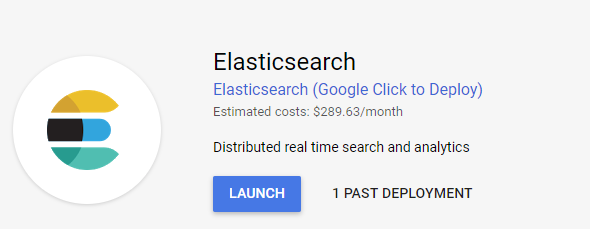 Elasticsearch
Elasticsearch (Google Click to Deploy)
Estimated costs: $289.63/month
Distributed real time search and analytics
LAUNCH
1 PAST DEPLOYMENT